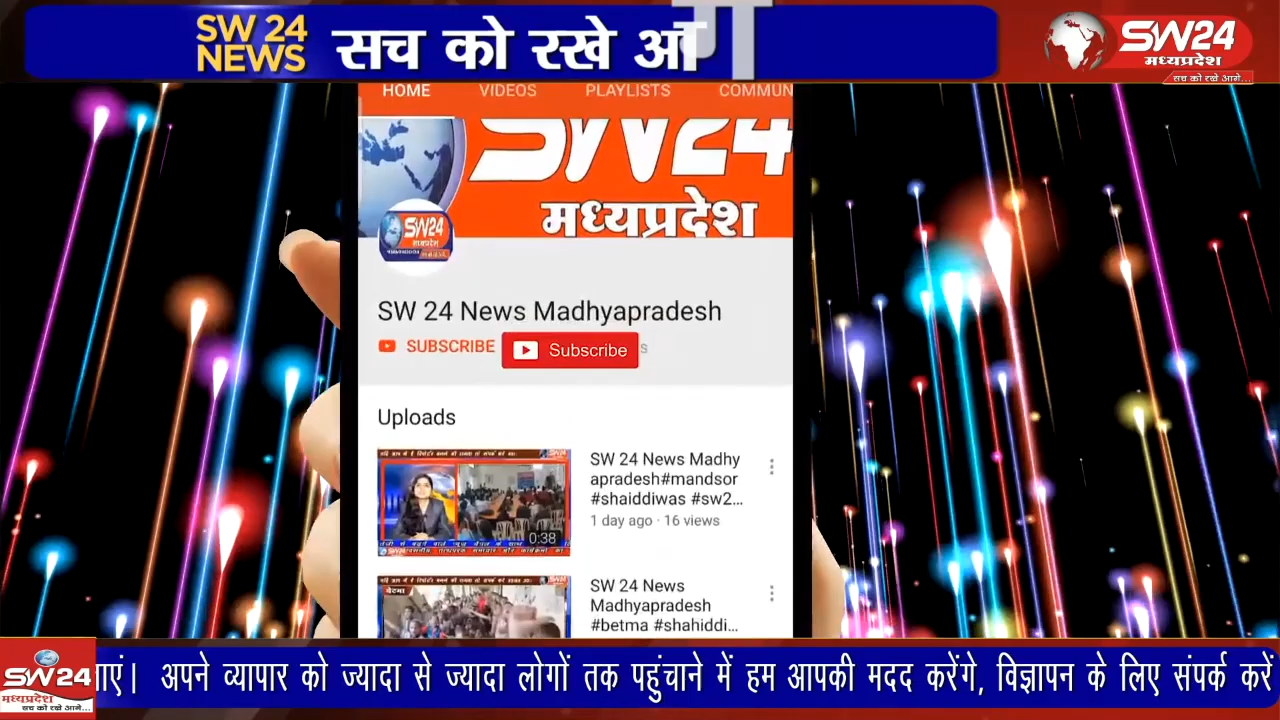 SW 24
NEWS
सच को रखे आ
SW24
मध्यप्रदेश
सच को रखे आगे...
HOME VIDEOS PLAYLISTS COMMUN
SW24
मध्यप्रदेश
SW24
SW 24 News Madhyapradesh
SUBSCRIBE
Subscribe
s
Uploads
SW 24 News Madhy
apradesh#mandsor
#shaiddiwas #sw2...
1 day ago · 16 views
0:38
SW 24 News
Madhyapradesh
#betma #shahiddi...
बेटमा
SW24
मध्यप्रदेश
सच को रखे आगे...
ाएं। अपने व्यापार को ज्यादा से ज्यादा लोगों तक पहुंचाने में हम आपकी मदद करेंगे, विज्ञापन के लिए संपर्क करें